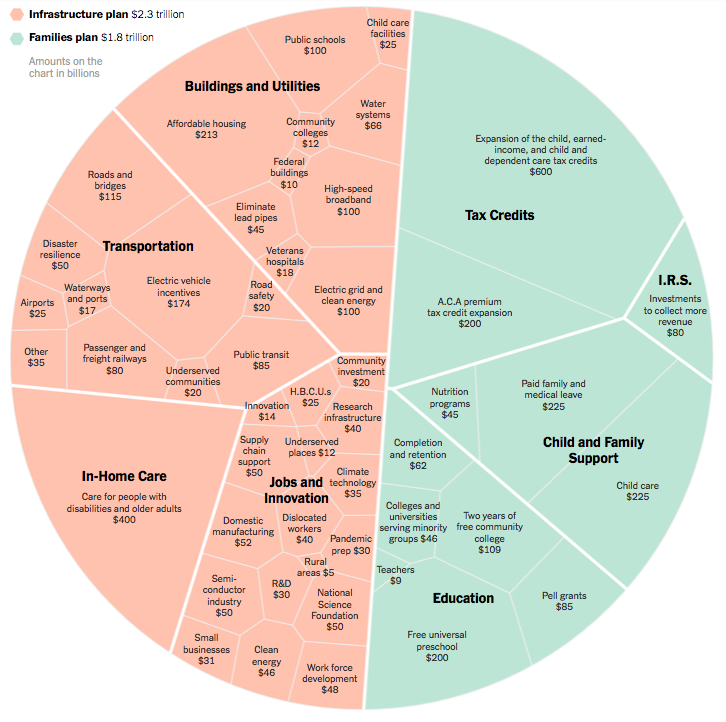 Infrastructure plan $2.3 trillion
Families plan $1.8 trillion
Amounts on the
chart in billions
Buildings and Utilities
Public schools
$100
Child care
facilities
$25
Affordable housing
$213
Community
colleges
$12
Water
systems
$66
Federal
buildings
$10
High-speed
broadband
$100
Eliminate
lead pipes
$45
Veterans
hospitals
$18
Electric grid and
clean energy
$100
Transportation
Roads and
bridges
$115
Disaster
resilience
$50
Waterways
and ports
$17
Electric vehicle
incentives
$174
Road
safety
$20
Airports
$25
Other
$35
Passenger and
freight railways
$80
Underserved
communities
$20
Public transit
$85
In-Home Care
Care for people with
disabilities and older adults
$400
Jobs and
Innovation
Community
investment
$20
H.B.C.U.s
$25
Innovation
$14
Research
infrastructure
$40
Supply
chain
support
$50
Underserved
places $12
Climate
technology
$35
Domestic
manufacturing
$52
Dislocated
workers
$40
Pandemic
prep $30
Rural
areas $5
Semi-
conductor
industry
$50
R&D
$30
National
Science
Foundation
$50
Small
businesses
$31
Clean
energy
$46
Work force
development
$48
Tax Credits
Expansion of the child, earned-
income, and child and
dependent care tax credits
$600
A.C.A premium
tax credit expansion
$200
I.R.S.
Investments
to collect more
revenue
$80
Child and Family
Support
Nutrition
programs
$45
Paid family and
medical leave
$225
Child care
$225
Education
Completion
and retention
$62
Colleges and
universities
serving minority
groups $46
Two years of
free community
college
$109
Teachers
$9
Pell grants
$85
Free universal
preschool
$200